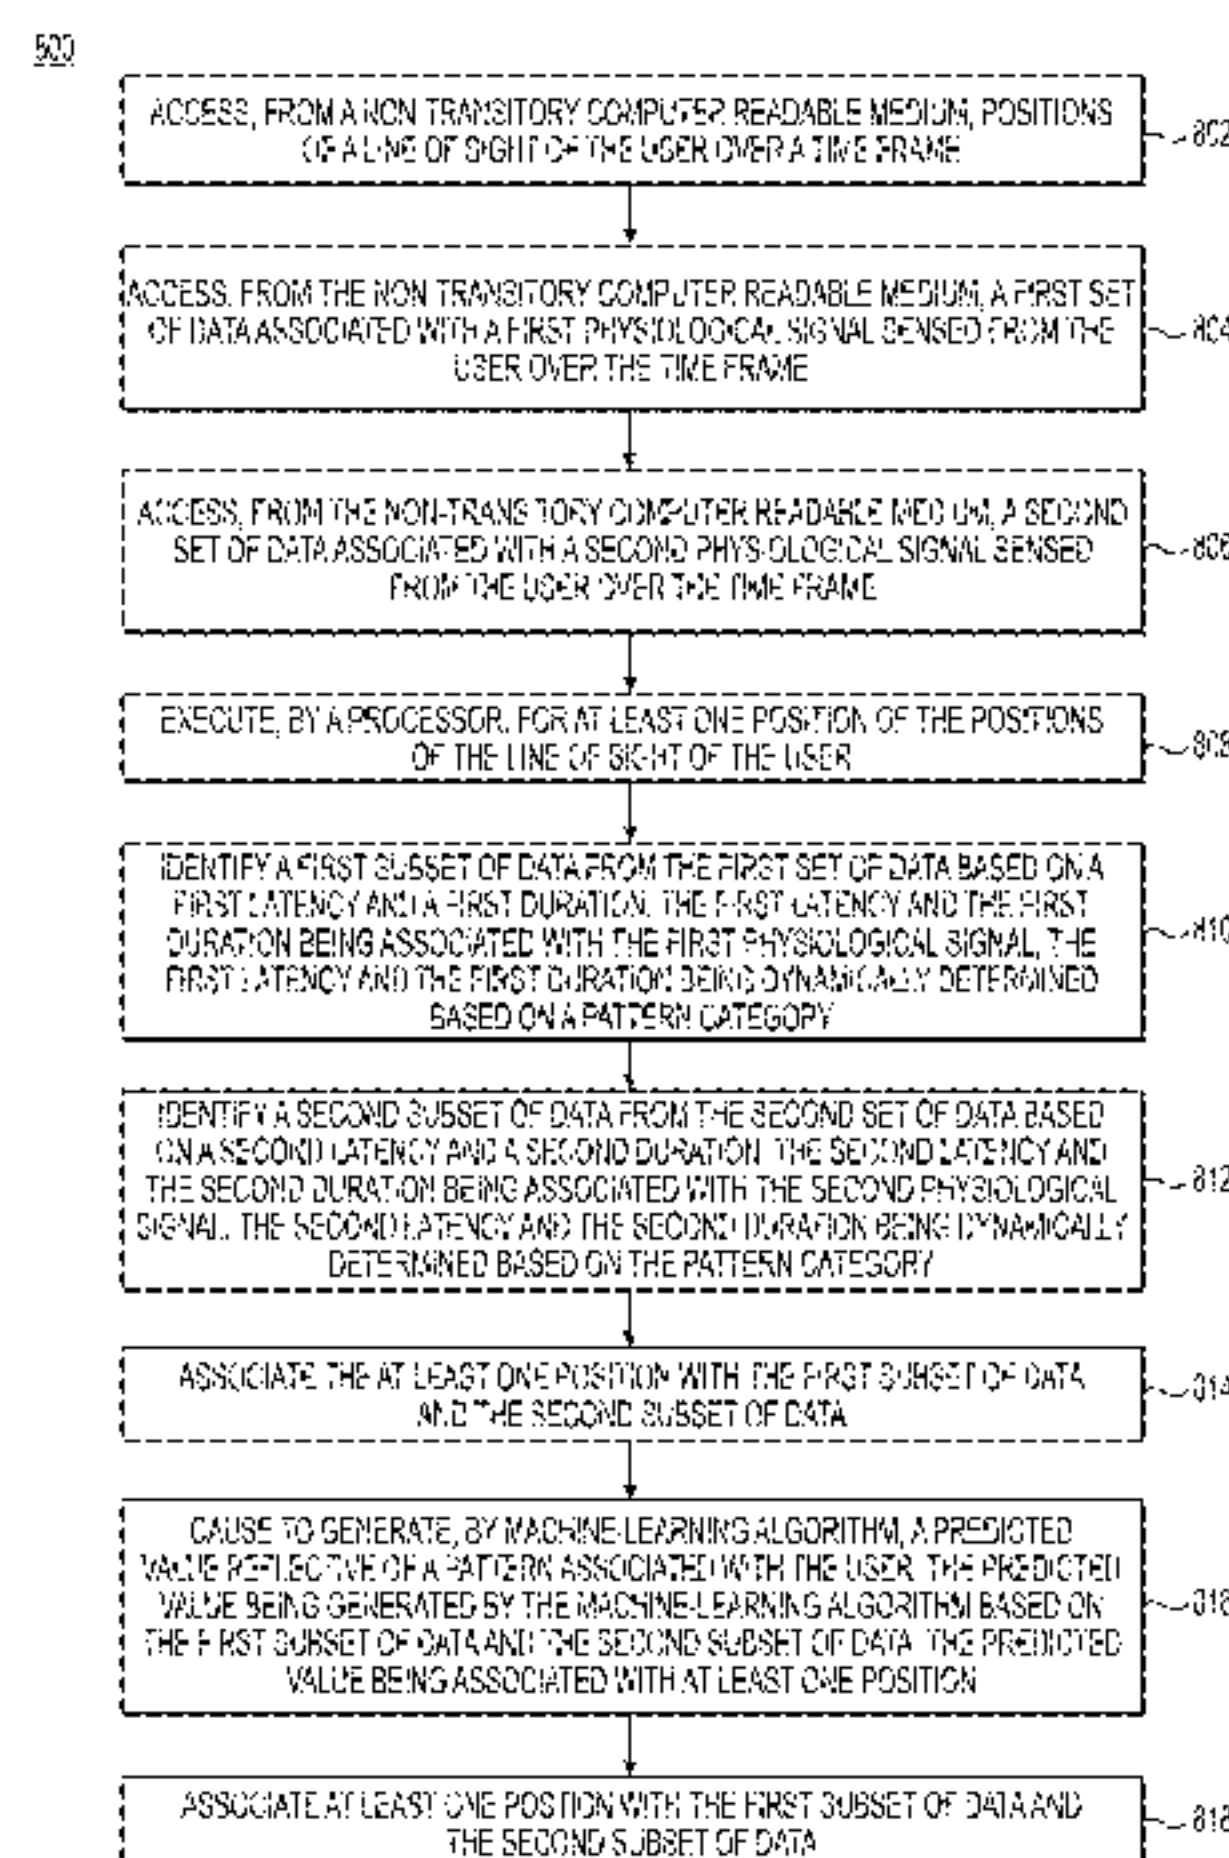 800
ACCESS, FROM A NON-TRANSITORY COMPUTER READABLE MEDIUM, POSITIONS
OF A LINE OF SIGHT OF THE USER OVER A TIME FRAME
802
ACCESS, FROM THE NON-TRANSITORY COMPUTER READABLE MEDIUM, A FIRST SET
OF DATA ASSOCIATED WITH A FIRST PHYSIOLOGICAL SIGNAL SENSED FROM THE
USER OVER THE TIME FRAME
804
ACCESS, FROM THE NON-TRANSITORY COMPUTER READABLE MEDIUM, A SECOND
SET OF DATA ASSOCIATED WITH A SECOND PHYSIOLOGICAL SIGNAL SENSED
FROM THE USER OVER THE TIME FRAME
806
EXECUTE, BY A PROCESSOR, FOR AT LEAST ONE POSITION OF THE POSITIONS
OF THE LINE OF SIGHT OF THE USER
808
IDENTIFY A FIRST SUBSET OF DATA FROM THE FIRST SET OF DATA BASED ON A
FIRST LATENCY AND A FIRST DURATION, THE FIRST LATENCY AND THE FIRST
DURATION BEING ASSOCIATED WITH THE FIRST PHYSIOLOGICAL SIGNAL, THE
FIRST LATENCY AND THE FIRST DURATION BEING DYNAMICALLY DETERMINED
BASED ON A PATTERN CATEGORY
810
IDENTIFY A SECOND SUBSET OF DATA FROM THE SECOND SET OF DATA BASED
ON A SECOND LATENCY AND A SECOND DURATION, THE SECOND LATENCY AND
THE SECOND DURATION BEING ASSOCIATED WITH THE SECOND PHYSIOLOGICAL
SIGNAL, THE SECOND LATENCY AND THE SECOND DURATION BEING DYNAMICALLY
DETERMINED BASED ON THE PATTERN CATEGORY
812
ASSOCIATE THE AT LEAST ONE POSITION WITH THE FIRST SUBSET OF DATA
AND THE SECOND SUBSET OF DATA
814
CAUSE TO GENERATE, BY MACHINE-LEARNING ALGORITHM, A PREDICTED
VALUE REFLECTIVE OF A PATTERN ASSOCIATED WITH THE USER, THE PREDICTED
VALUE BEING GENERATED BY THE MACHINE-LEARNING ALGORITHM BASED ON
THE FIRST SUBSET OF DATA AND THE SECOND SUBSET OF DATA, THE PREDICTED
VALUE BEING ASSOCIATED WITH AT LEAST ONE POSITION
816
ASSOCIATE AT LEAST ONE POSITION WITH THE FIRST SUBSET OF DATA AND
THE SECOND SUBSET OF DATA
818